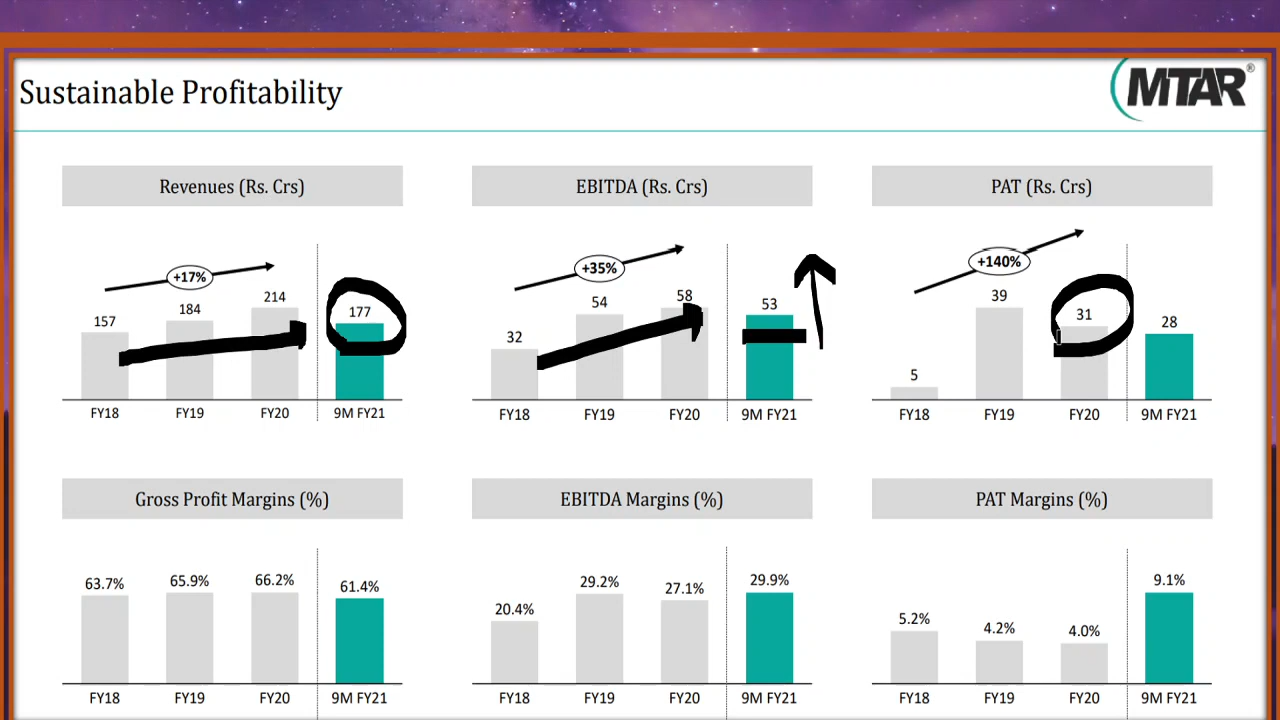 Sustainable Profitability
MTAR®
Revenues (Rs. Crs)
+17%
157
184
214
177
FY18
FY19
FY20
9M FY21
EBITDA (Rs. Crs)
+35%
32
54
58
53
FY18
FY19
FY20
9M FY21
PAT (Rs. Crs)
+140%
5
39
31
28
FY18
FY19
FY20
9M FY21
Gross Profit Margins (%)
63.7%
65.9%
66.2%
61.4%
FY18
FY19
FY20
9M FY21
EBITDA Margins (%)
20.4%
29.2%
27.1%
29.9%
FY18
FY19
FY20
9M FY21
PAT Margins (%)
5.2%
4.2%
4.0%
9.1%
FY18
FY19
FY20
9M FY21